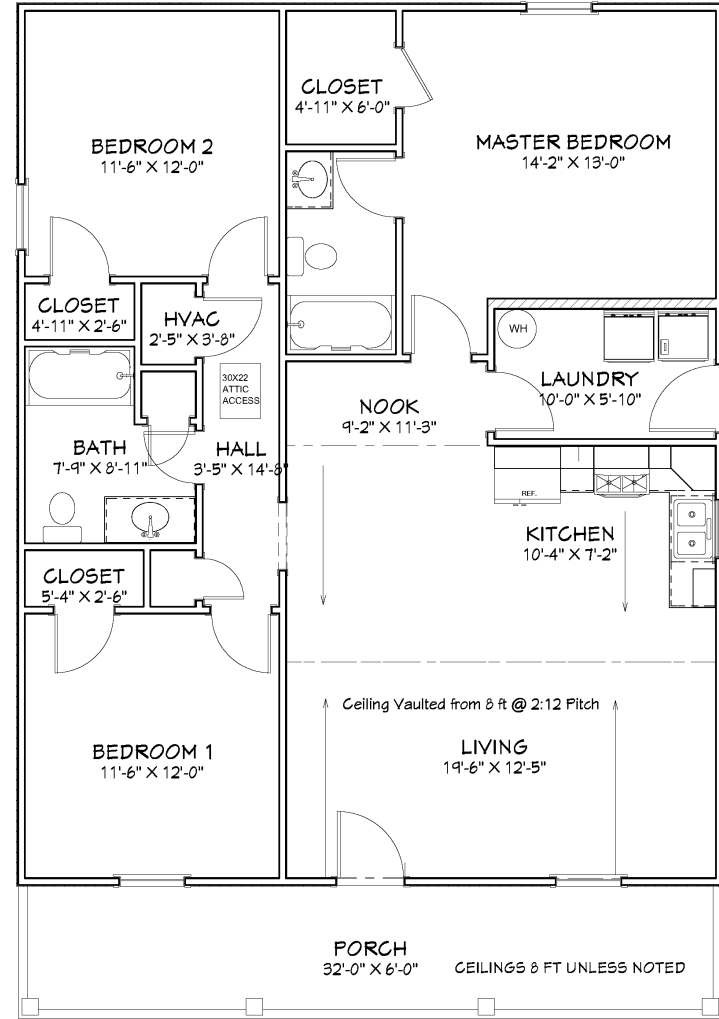 CLOSET
4'-11" X 6'-0"
BEDROOM 2
11'-6" X 12'-0"
MASTER BEDROOM
14'-2" X 13'-0"
CLOSET
4'-11" X 2'-6"
HVAC
2'-5" X 3'-8"
WH
30X22
ATTIC
ACCESS
LAUNDRY
10'-0" X 5'-10"
NOOK
9'-2" X 11'-3"
BATH
7'-9" X 8'-11"
HALL
3'-5" X 14'-8"
REF.
KITCHEN
10'-4" X 7'-2"
CLOSET
5'-4" X 2'-6"
Ceiling Vaulted from 8 ft @ 2:12 Pitch
BEDROOM 1
11'-6" X 12'-0"
LIVING
19'-6" X 12'-5"
PORCH
32'-0" X 6'-0"
CEILINGS 8 FT UNLESS NOTED